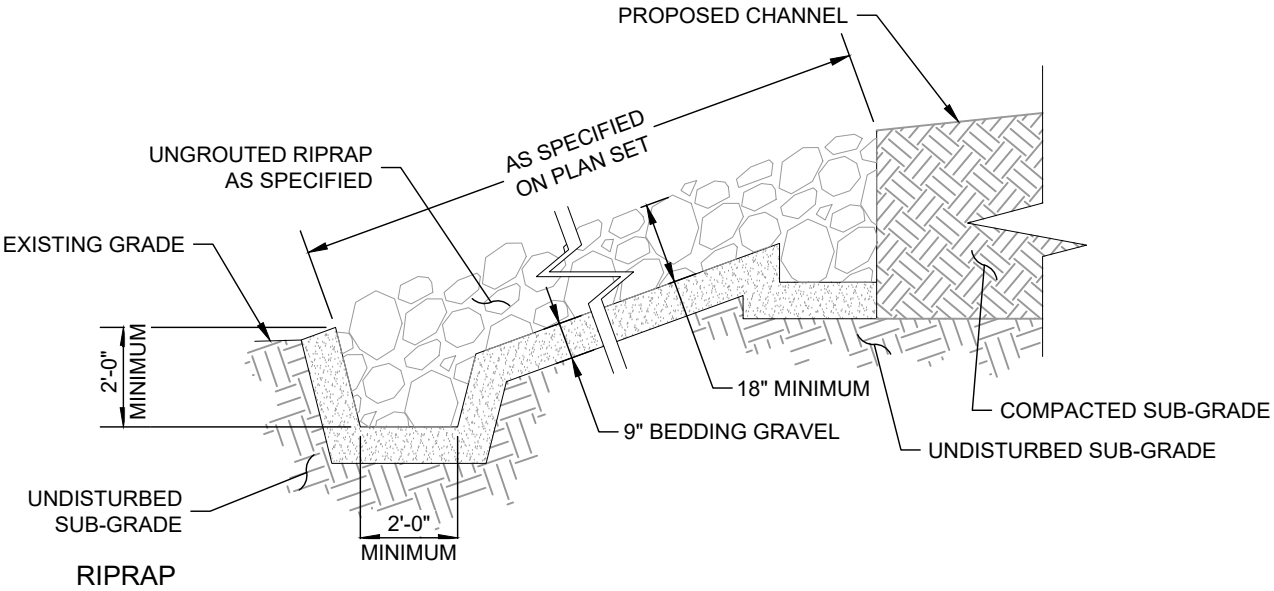 PROPOSED CHANNEL
AS SPECIFIED
ON PLAN SET
UNGROUTED RIPRAP
AS SPECIFIED
EXISTING GRADE
2'-0"
MINIMUM
18" MINIMUM
9" BEDDING GRAVEL
COMPACTED SUB-GRADE
UNDISTURBED SUB-GRADE
UNDISTURBED
SUB-GRADE
2'-0"
MINIMUM
RIPRAP